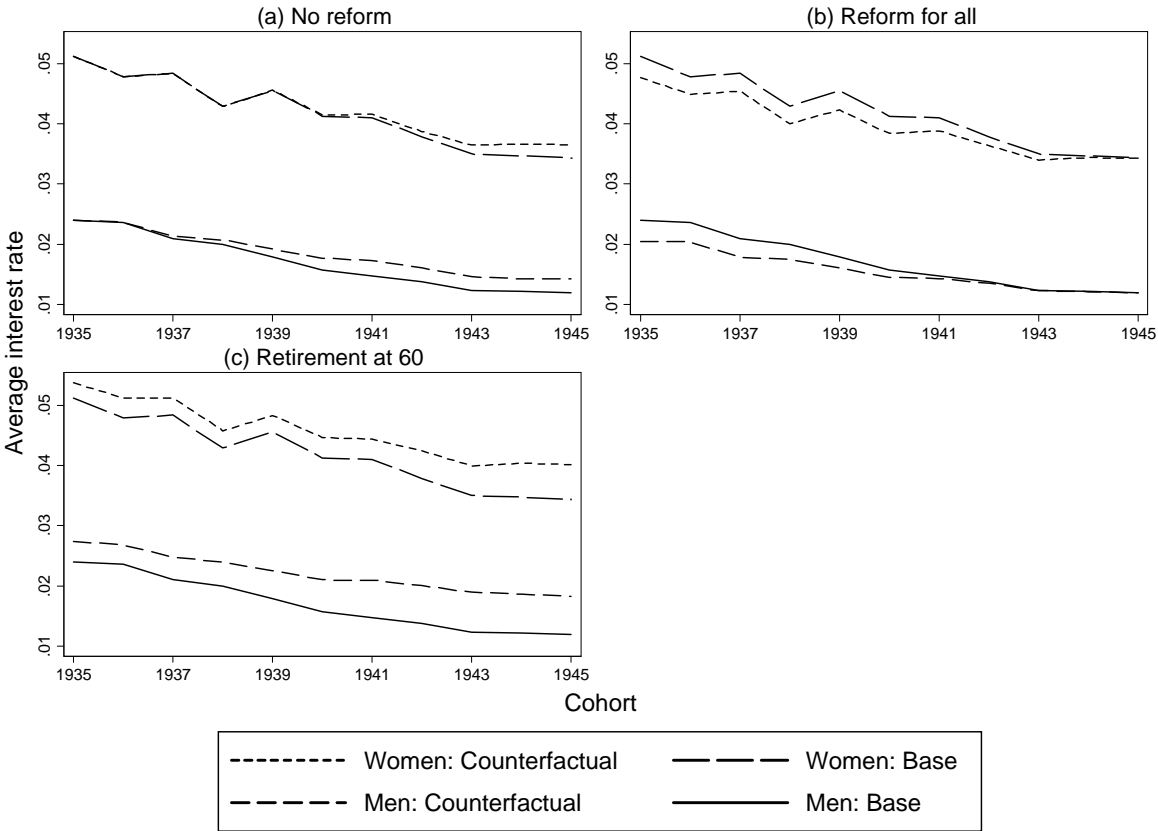 (a) No reform
.05
.04
.03
.02
.01
1935 1937 1939 1941 1943 1945
(b) Reform for all
.05
.04
.03
.02
.01
1935 1937 1939 1941 1943 1945
(c) Retirement at 60
.05
.04
.03
.02
.01
1935 1937 1939 1941 1943 1945
Average interest rate
Cohort
Women: Counterfactual Women: Base
Men: Counterfactual Men: Base